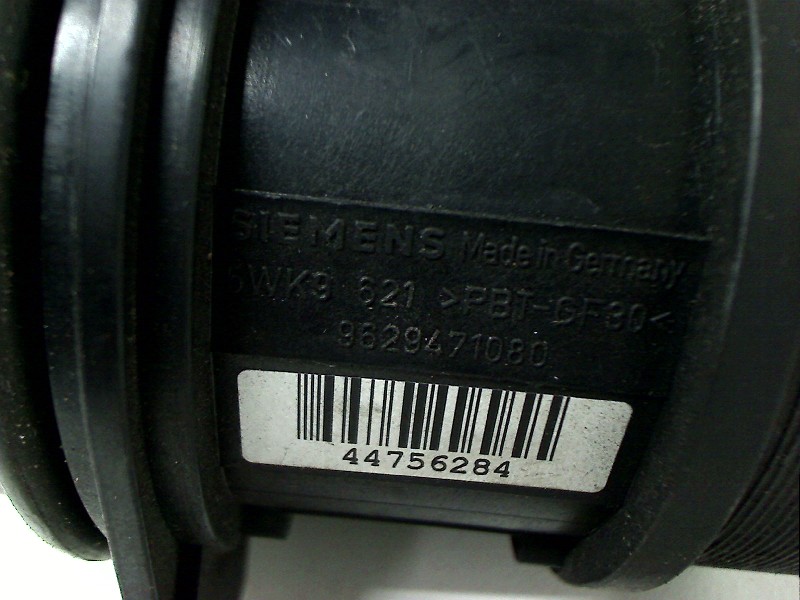 SIEMENS Made in Germany
5WK9 621 >PBT-GF30<
9629471080
44756284